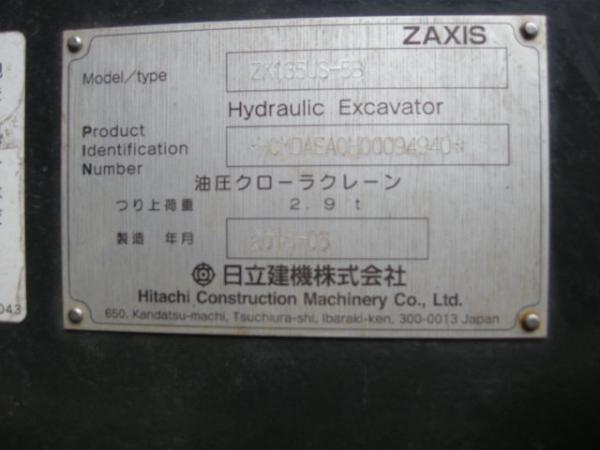 ZAXIS
Model/type ZX135US-5B
Hydraulic Excavator
Product
Identification
Number
油圧クローラクレーン
つり上荷重 2.9 t
製造 年月
日立建機株式会社
Hitachi Construction Machinery Co., Ltd.
650, Kandatsu-machi, Tsuchiura-shi, Ibaraki-ken, 300-0013 Japan
043